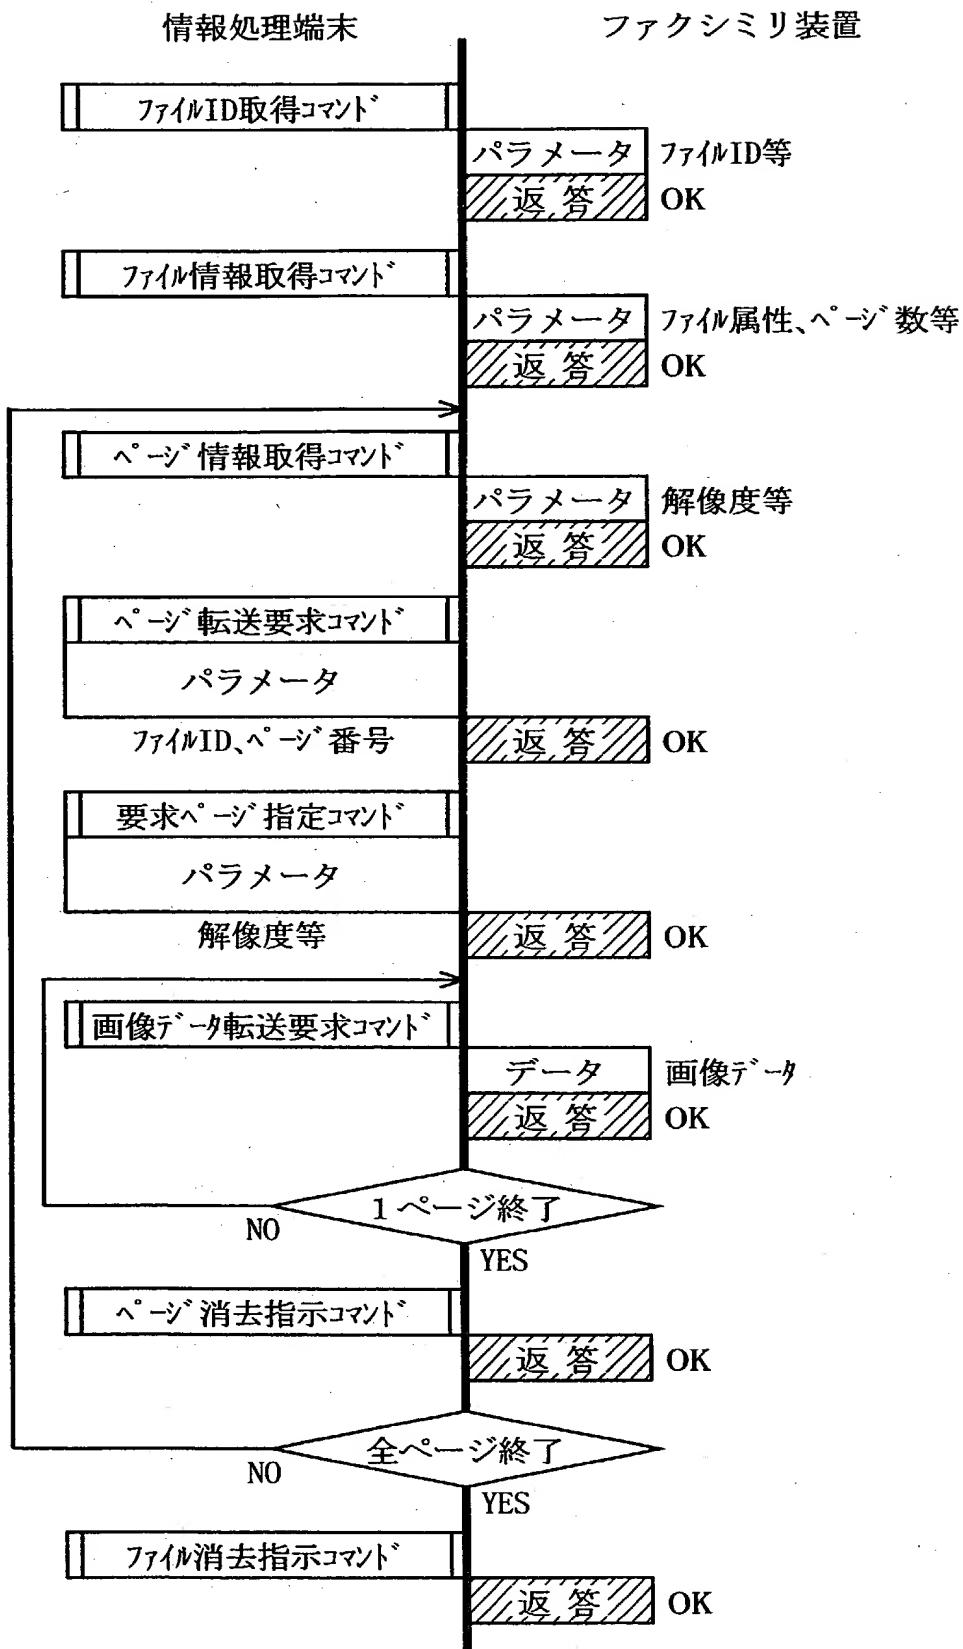 情報処理端末
ファクシミリ装置
ファイルID取得コマンド
パラメータ ファイルID等
返答 OK
ファイル情報取得コマンド
パラメータ ファイル属性、ページ数等
返答 OK
ページ情報取得コマンド
パラメータ 解像度等
返答 OK
ページ転送要求コマンド
パラメータ
ファイルID、ページ番号
返答 OK
要求ページ指定コマンド
パラメータ
解像度等
返答 OK
画像データ転送要求コマンド
データ 画像データ
返答 OK
1ページ終了
NO
YES
ページ消去指示コマンド
返答 OK
全ページ終了
NO
YES
ファイル消去指示コマンド
返答 OK